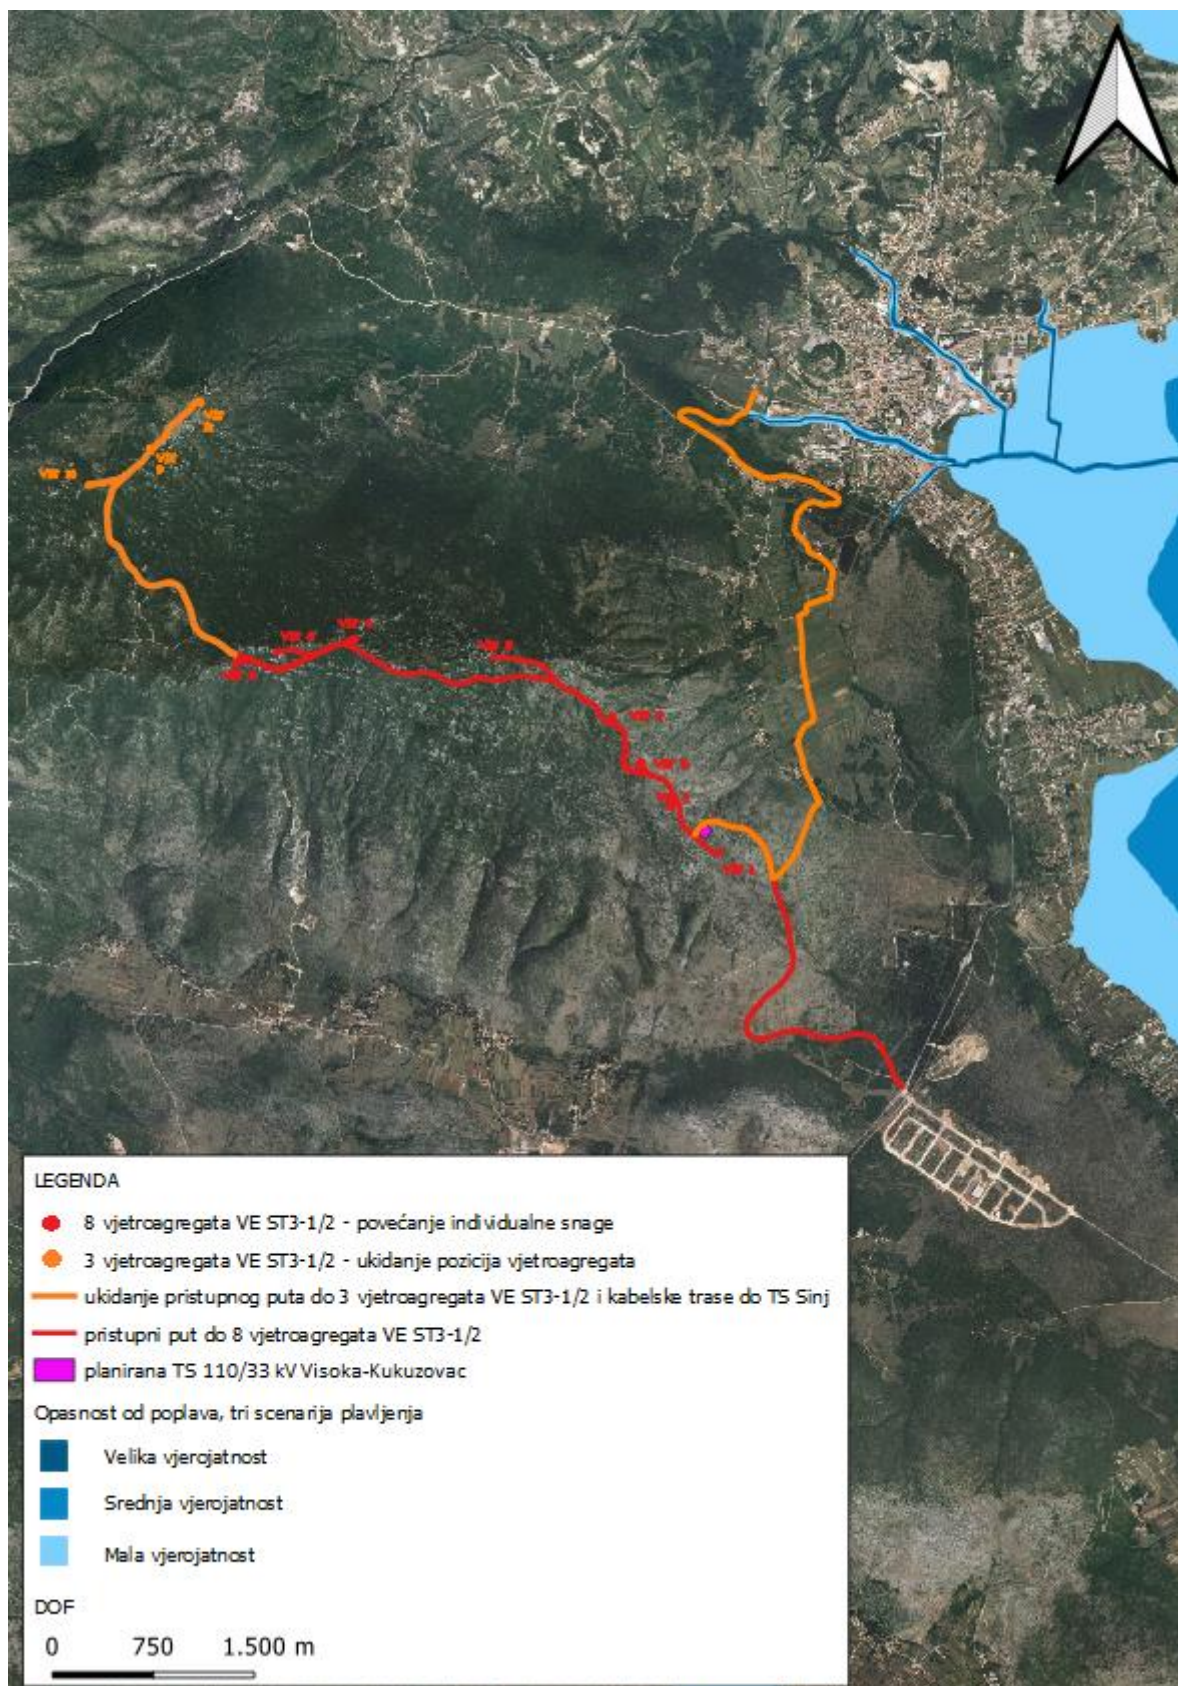 LEGENDA
8 vjetroagregata VE ST3-1/2 - povećanje individualne snage
3 vjetroagregata VE ST3-1/2 - ukidanje pozicija vjetroagregata
ukidanje pristupnog puta do 3 vjetroagregata VE ST3-1/2 i kabelske trase do TS Sinj
pristupni put do 8 vjetroagregata VE ST3-1/2
planirana TS 110/33 kV Visoka-Kukuzovac
Opasnost od poplava, tri scenarija plavljenja
Velika vjerojatnost
Srednja vjerojatnost
Mala vjerojatnost
DOF
0 750 1.500 m